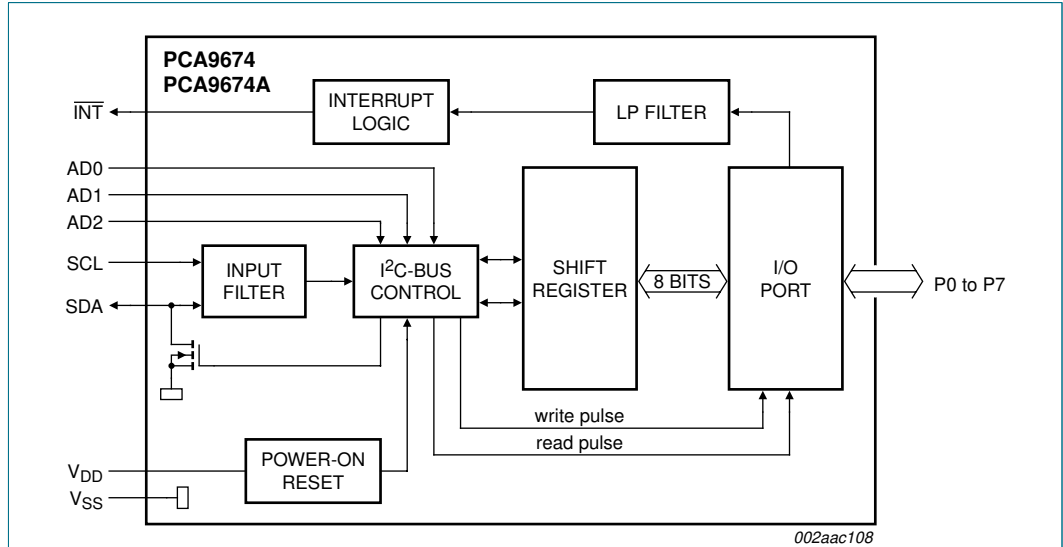 PCA9674
PCA9674A
INT
INTERRUPT
LOGIC
LP FILTER
AD0
AD1
AD2
SCL
SDA
INPUT
FILTER
I²C-BUS
CONTROL
SHIFT
REGISTER
8 BITS
I/O
PORT
P0 to P7
write pulse
read pulse
VDD
VSS
POWER-ON
RESET
002aac108